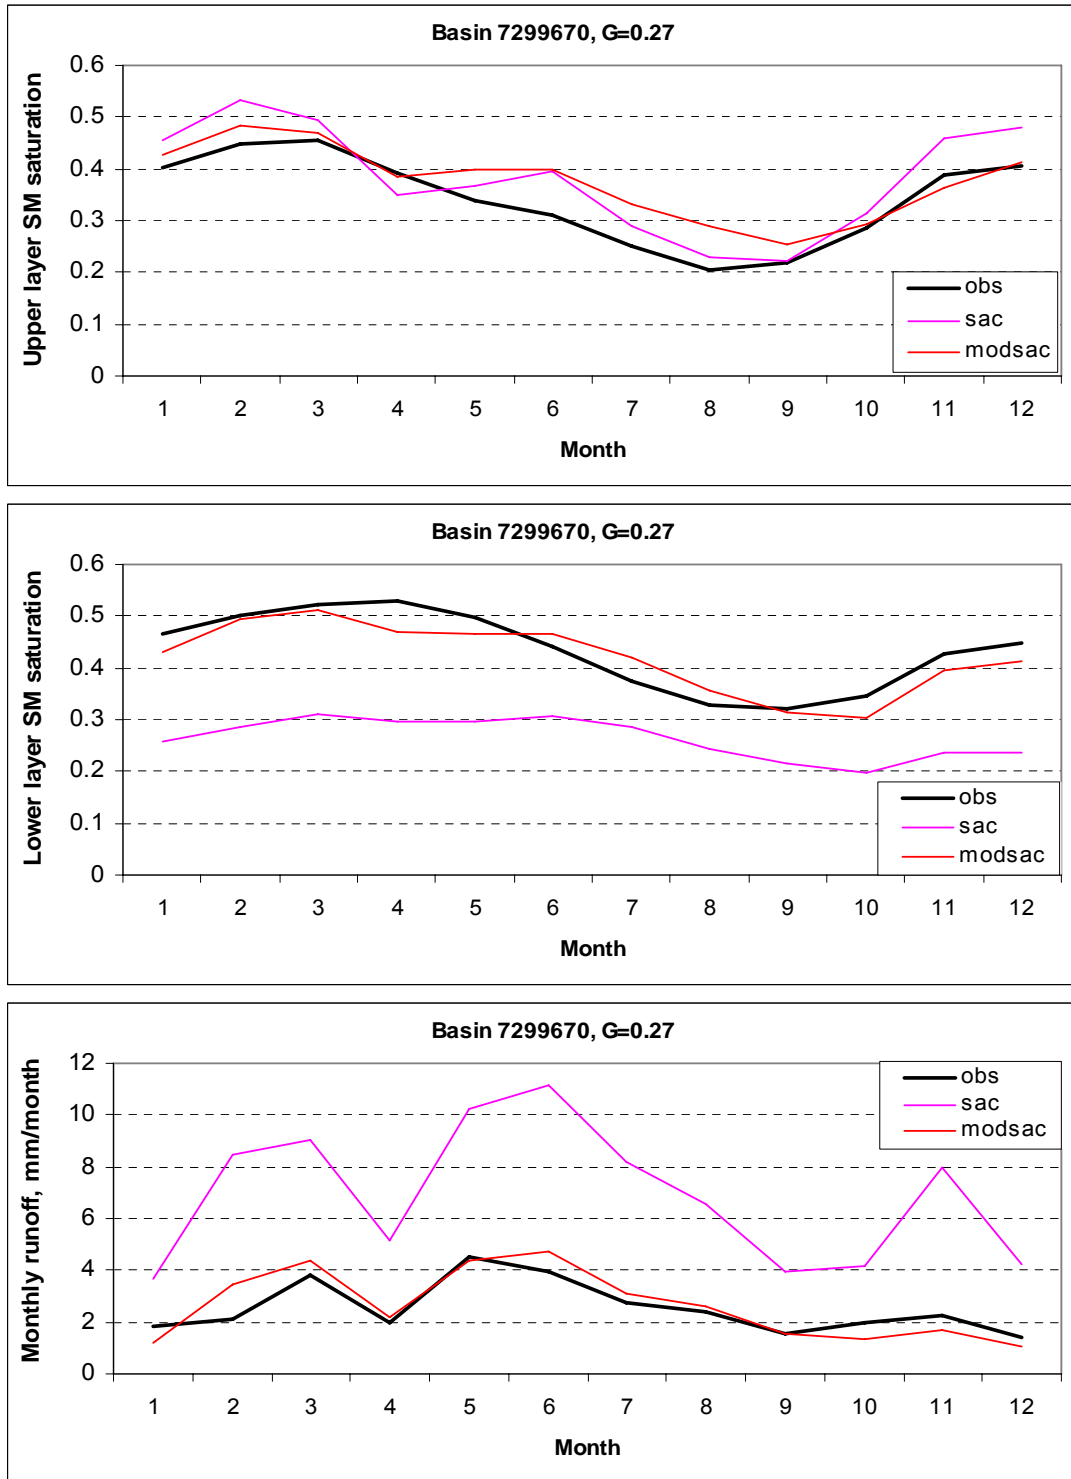 Basin 7299670, G=0.27
Upper layer SM saturation
0.6
0.5
0.4
0.3
0.2
0.1
0
obs
sac
modsac
1 2 3 4 5 6 7 8 9 10 11 12
Month
Basin 7299670, G=0.27
Lower layer SM saturation
0.6
0.5
0.4
0.3
0.2
0.1
0
obs
sac
modsac
1 2 3 4 5 6 7 8 9 10 11 12
Month
Basin 7299670, G=0.27
Monthly runoff, mm/month
12
10
8
6
4
2
0
obs
sac
modsac
1 2 3 4 5 6 7 8 9 10 11 12
Month